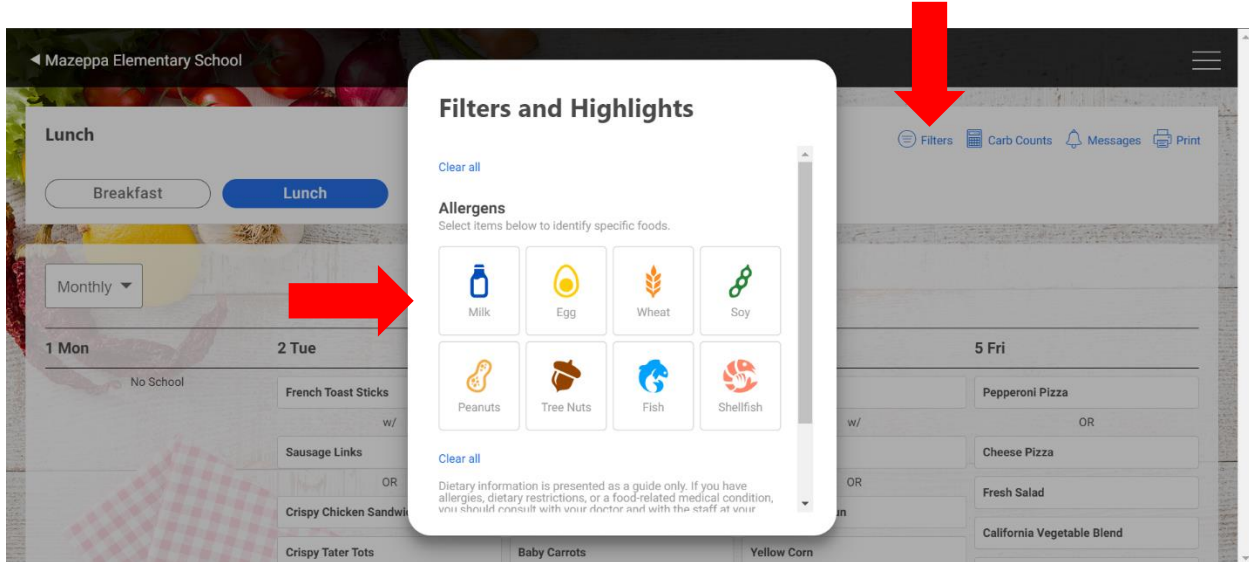 Mazeppa Elementary School
Lunch
Filters
Carb Counts
Messages
Print
Breakfast
Lunch
Monthly
1 Mon
2 Tue
5 Fri
No School
French Toast Sticks
w/
Sausage Links
OR
Crispy Chicken
Crispy Tater Tots
Baby Carrots
w/
OR
Yellow Corn
Pepperoni Pizza
OR
Cheese Pizza
Fresh Salad
California Vegetable Blend
Filters and Highlights
Clear all
Allergens
Select items below to identify specific foods.
Milk
Egg
Wheat
Soy
Peanuts
Tree Nuts
Fish
Shellfish
Clear all
Dietary information is presented as a guide only. If you have
allergies, dietary restrictions, or a food-related medical condition,
you should consult with your doctor and with the staff at your